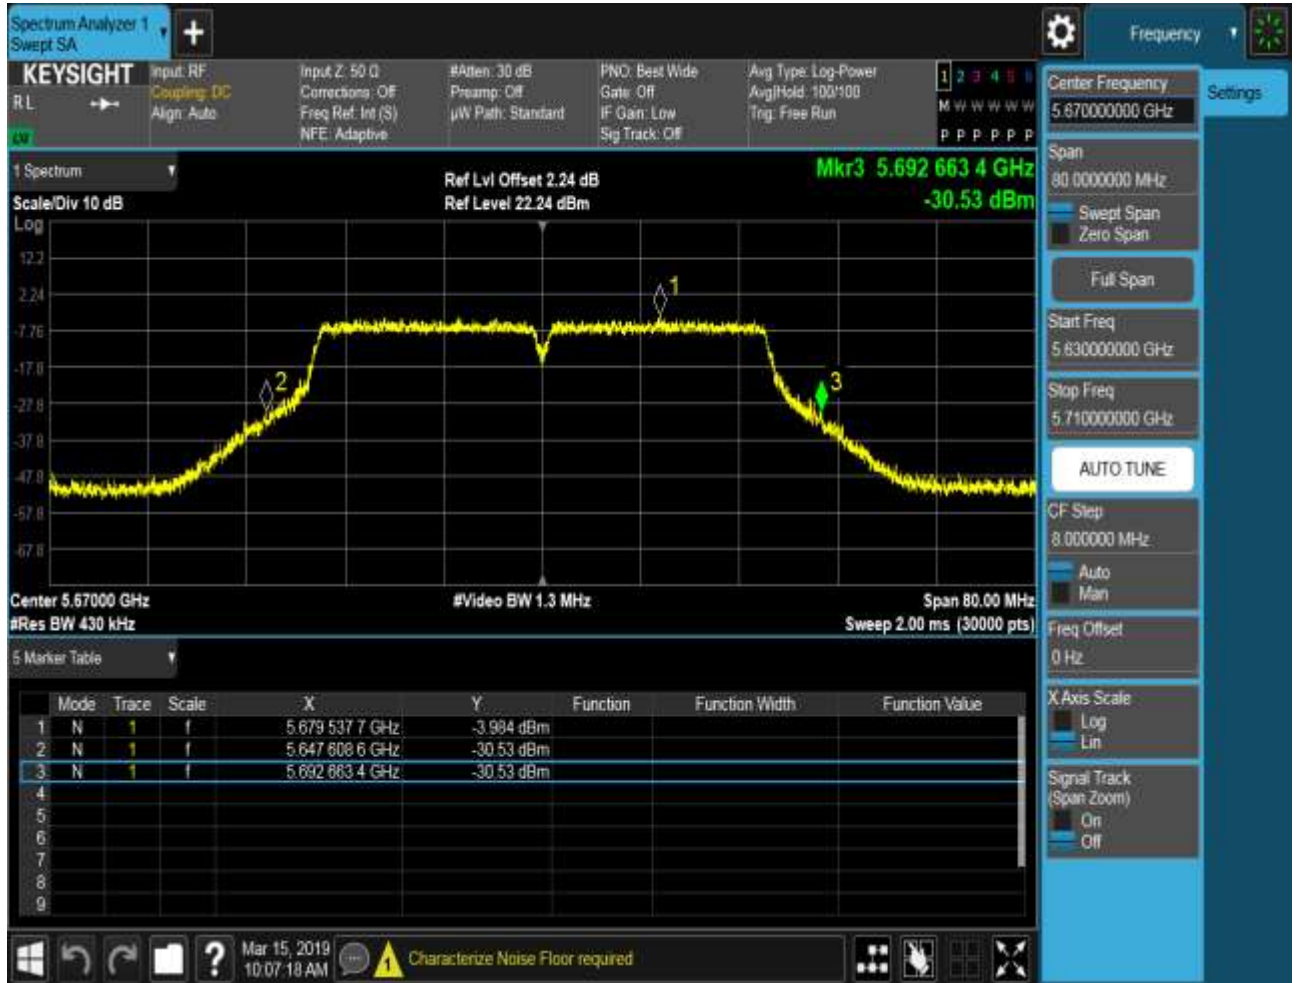 Spectrum Analyzer 1
Swept SA
Frequency
KEYSIGHT
RL
Input: RF
Coupling: DC
Align: Auto
Input Z: 50 Ω
Corrections: Off
Freq Ref: Int (S)
NFE: Adaptive
#Atten: 30 dB
Preamp: Off
µW Path: Standard
PNO: Best Wide
Gate: Off
IF Gain: Low
Sig Track: Off
Avg Type: Log-Power
Avg|Hold: 100/100
Trig: Free Run
1 2 3 4 5 6
M W W W W W
P P P P P P
1 Spectrum
Scale/Div 10 dB
Ref Lvl Offset 2.24 dB
Ref Level 22.24 dBm
Mkr3 5.692 663 4 GHz
-30.53 dBm
Log
12.2
2.24
-7.76
-17.8
-27.8
-37.8
-47.8
-57.8
-67.8
1
2
3
Center 5.67000 GHz
#Video BW 1.3 MHz
Span 80.00 MHz
#Res BW 430 kHz
Sweep 2.00 ms (30000 pts)
5 Marker Table
Mode Trace Scale X Y Function Function Width Function Value
1 N 1 f 5.679 537 7 GHz -3.984 dBm
2 N 1 f 5.647 608 6 GHz -30.53 dBm
3 N 1 f 5.692 663 4 GHz -30.53 dBm
4
5
6
7
8
9
Mar 15, 2019
10:07:18 AM
?
1
Characterize Noise Floor required
Center Frequency
5.670000000 GHz
Settings
Span
80.0000000 MHz
Swept Span
Zero Span
Full Span
Start Freq
5.630000000 GHz
Stop Freq
5.710000000 GHz
AUTO TUNE
CF Step
8.000000 MHz
Auto
Man
Freq Offset
0 Hz
X Axis Scale
Log
Lin
Signal Track
(Span Zoom)
On
Off